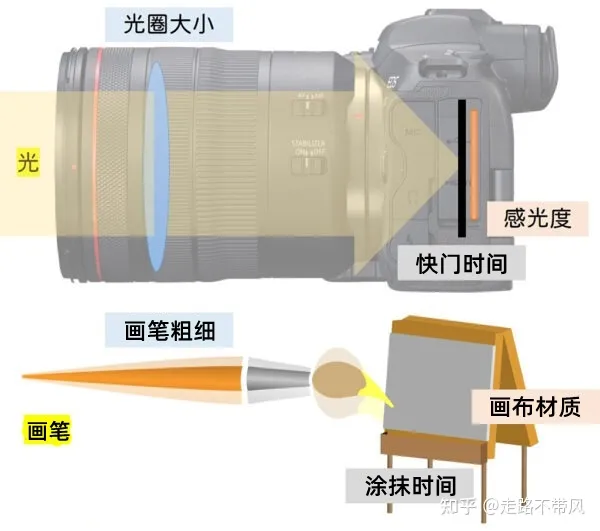 光圈大小
光
STABILIZER
感光度
快门时间
画笔粗细
画笔
画布材质
涂抹时间
知乎 @走路不带风